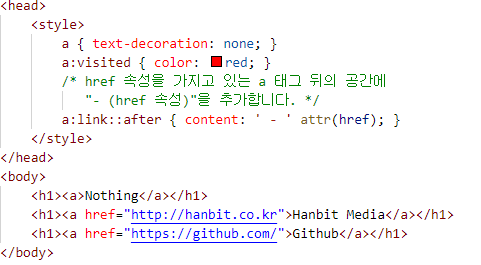 <head>
    <style>
        a { text-decoration: none; }
        a:visited { color: red; }
        /* href 속성을 가지고 있는 a 태그 뒤의 공간에
           "- (href 속성)"을 추가합니다. */
        a:link::after { content: ' - ' attr(href); }
    </style>
</head>
<body>
    <h1><a>Nothing</a></h1>
    <h1><a href="http://hanbit.co.kr">Hanbit Media</a></h1>
    <h1><a href="https://github.com/">Github</a></h1>
</body>